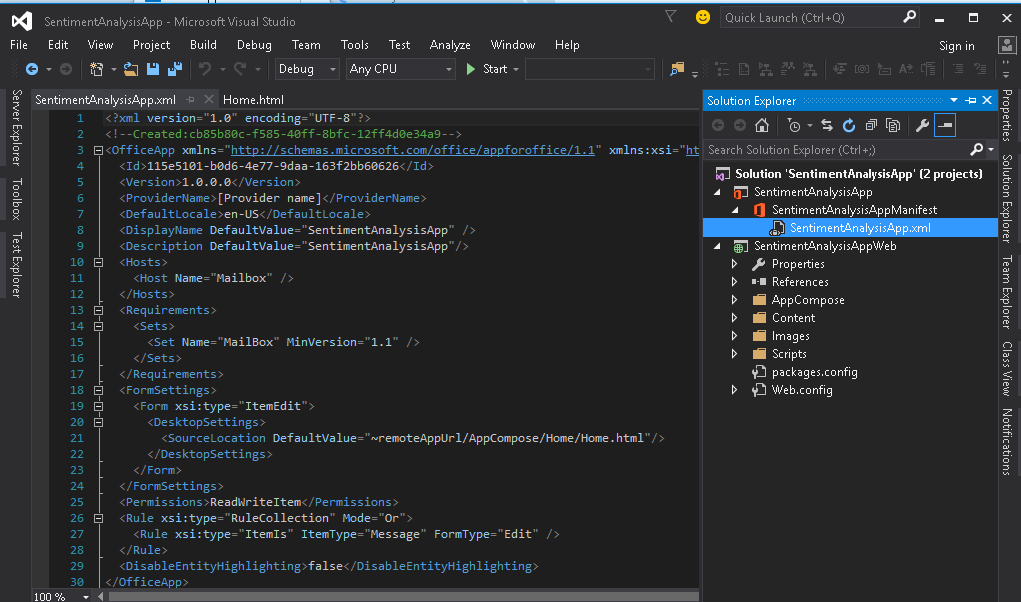 SentimentAnalysisApp - Microsoft Visual Studio
Quick Launch (Ctrl+Q)
File Edit View Project Build Debug Team Tools Test Analyze Window Help
Sign in
Debug Any CPU Start
Server Explorer
Toolbox
Test Explorer
SentimentAnalysisApp.xml Home.html
1 <?xml version="1.0" encoding="UTF-8"?>
2 <!--Created:cb85b80c-f585-40ff-8bfc-12ff4d0e34a9-->
3 <OfficeApp xmlns="http://schemas.microsoft.com/office/appforoffice/1.1" xmlns:xsi="ht
4 <Id>115e5101-b0d6-4e77-9daa-163f2bb60626</Id>
5 <Version>1.0.0.0</Version>
6 <ProviderName>[Provider name]</ProviderName>
7 <DefaultLocale>en-US</DefaultLocale>
8 <DisplayName DefaultValue="SentimentAnalysisApp" />
9 <Description DefaultValue="SentimentAnalysisApp"/>
10 <Hosts>
11 <Host Name="Mailbox" />
12 </Hosts>
13 <Requirements>
14 <Sets>
15 <Set Name="MailBox" MinVersion="1.1" />
16 </Sets>
17 </Requirements>
18 <FormSettings>
19 <Form xsi:type="ItemEdit">
20 <DesktopSettings>
21 <SourceLocation DefaultValue="~remoteAppUrl/AppCompose/Home/Home.html"/>
22 </DesktopSettings>
23 </Form>
24 </FormSettings>
25 <Permissions>ReadWriteItem</Permissions>
26 <Rule xsi:type="RuleCollection" Mode="Or">
27 <Rule xsi:type="ItemIs" ItemType="Message" FormType="Edit" />
28 </Rule>
29 <DisableEntityHighlighting>false</DisableEntityHighlighting>
30 </OfficeApp>
100 %
Solution Explorer
Search Solution Explorer (Ctrl+;)
Solution 'SentimentAnalysisApp' (2 projects)
SentimentAnalysisApp
SentimentAnalysisAppManifest
SentimentAnalysisApp.xml
SentimentAnalysisAppWeb
Properties
References
AppCompose
Content
Images
Scripts
packages.config
Web.config
Properties
Solution Explorer
Team Explorer
Class View
Notifications